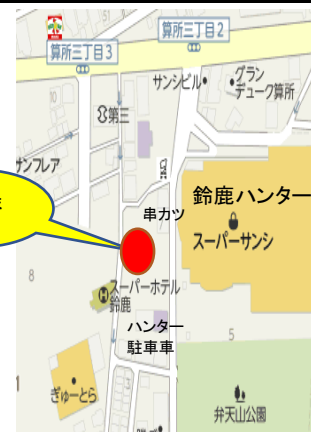 算所三丁目3
算所三丁目2
サンシビル
グラン
デューク算所
10
第三
サンフレア
串カツ
鈴鹿ハンター
スーパーサンシ
8
H
スーパーホテル
鈴鹿
ハンター
駐車車
5
1
ぎゅーとら
弁天山公園